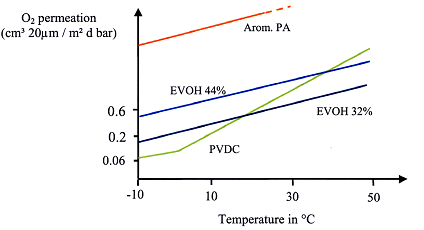 O₂ permeation
(cm³ 20µm / m² d bar)
Arom. PA
EVOH 44%
0.6
EVOH 32%
0.2
PVDC
0.06
-10 10 30 50
Temperature in °C